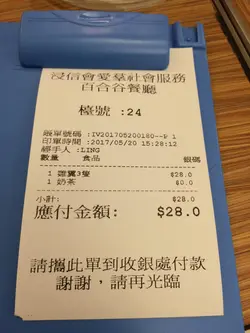 浸信會愛羣社會服務
百合谷餐廳
檯號 :24
賬單號碼 :IV201705200180--P 1
印單時間 :2017/05/20 15:28:12
經手人 :LING
數量 食品 銀碼
1 雞翼3隻 $28.0
1 奶茶 $0.0
小計: $28.0
應付金額: $28.0
請攜此單到收銀處付款
謝謝，請再光臨